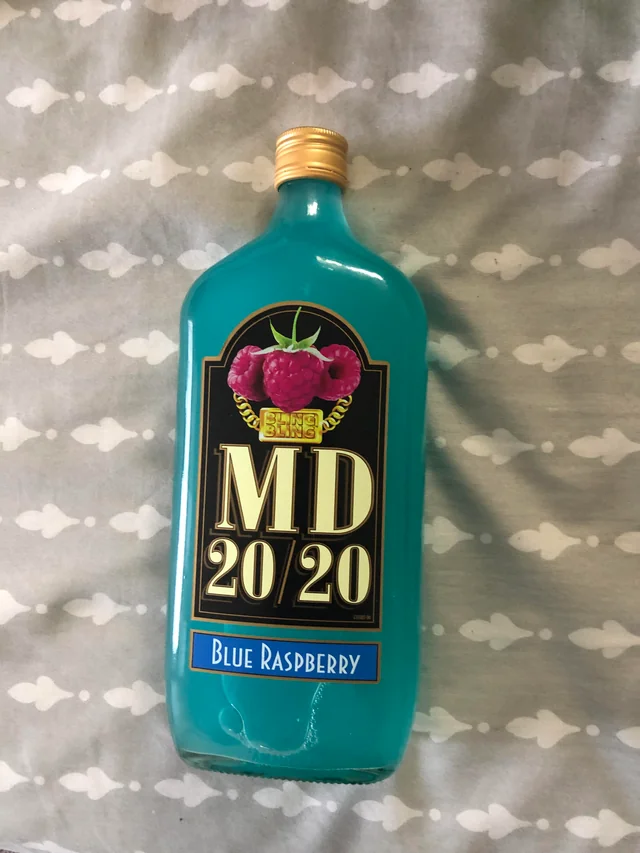 BLING
BLING
MD
20/20
BLUE RASPBERRY